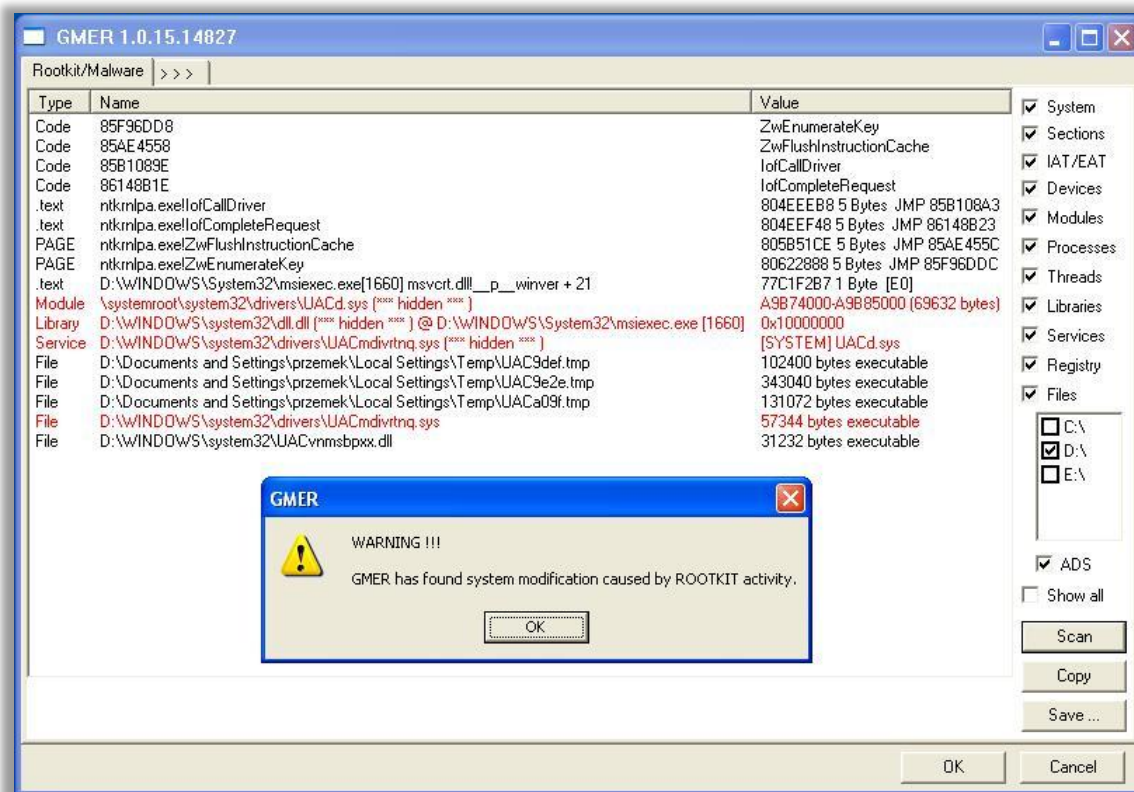 GMER 1.0.15.14827
Rootkit/Malware > > >
Type Name Value
Code 85F96DD8 ZwEnumerateKey
Code 85AE4558 ZwFlushInstructionCache
Code 85B1089E IofCallDriver
Code 86148B1E IofCompleteRequest
.text ntkrnlpa.exe!IofCallDriver 804EEEB8 5 Bytes JMP 85B108A3
.text ntkrnlpa.exe!IofCompleteRequest 804EEF48 5 Bytes JMP 86148B23
PAGE ntkrnlpa.exe!ZwFlushInstructionCache 805B51CE 5 Bytes JMP 85AE455C
PAGE ntkrnlpa.exe!ZwEnumerateKey 80622888 5 Bytes JMP 85F96DDC
.text D:\WINDOWS\System32\msiexec.exe[1660] msvcrt.dll!__p__winver + 21 77C1F2B7 1 Byte [E0]
Module \systemroot\system32\drivers\UACd.sys (*** hidden *** ) A9B74000-A9B85000 (69632 bytes)
Library D:\WINDOWS\system32\dll.dll (*** hidden *** ) @ D:\WINDOWS\System32\msiexec.exe [1660] 0x10000000
Service D:\WINDOWS\system32\drivers\UACmdivrtnq.sys (*** hidden *** ) [SYSTEM] UACd.sys
File D:\Documents and Settings\przemek\Local Settings\Temp\UAC9def.tmp 102400 bytes executable
File D:\Documents and Settings\przemek\Local Settings\Temp\UAC9e2e.tmp 343040 bytes executable
File D:\Documents and Settings\przemek\Local Settings\Temp\UACa09f.tmp 131072 bytes executable
File D:\WINDOWS\system32\drivers\UACmdivrtnq.sys 57344 bytes executable
File D:\WINDOWS\system32\UACvnmsbpxx.dll 31232 bytes executable
System
Sections
IAT/EAT
Devices
Modules
Processes
Threads
Libraries
Services
Registry
Files
C:\
D:\
E:\
ADS
Show all
Scan
Copy
Save ...
GMER
WARNING !!!
GMER has found system modification caused by ROOTKIT activity.
OK
OK Cancel